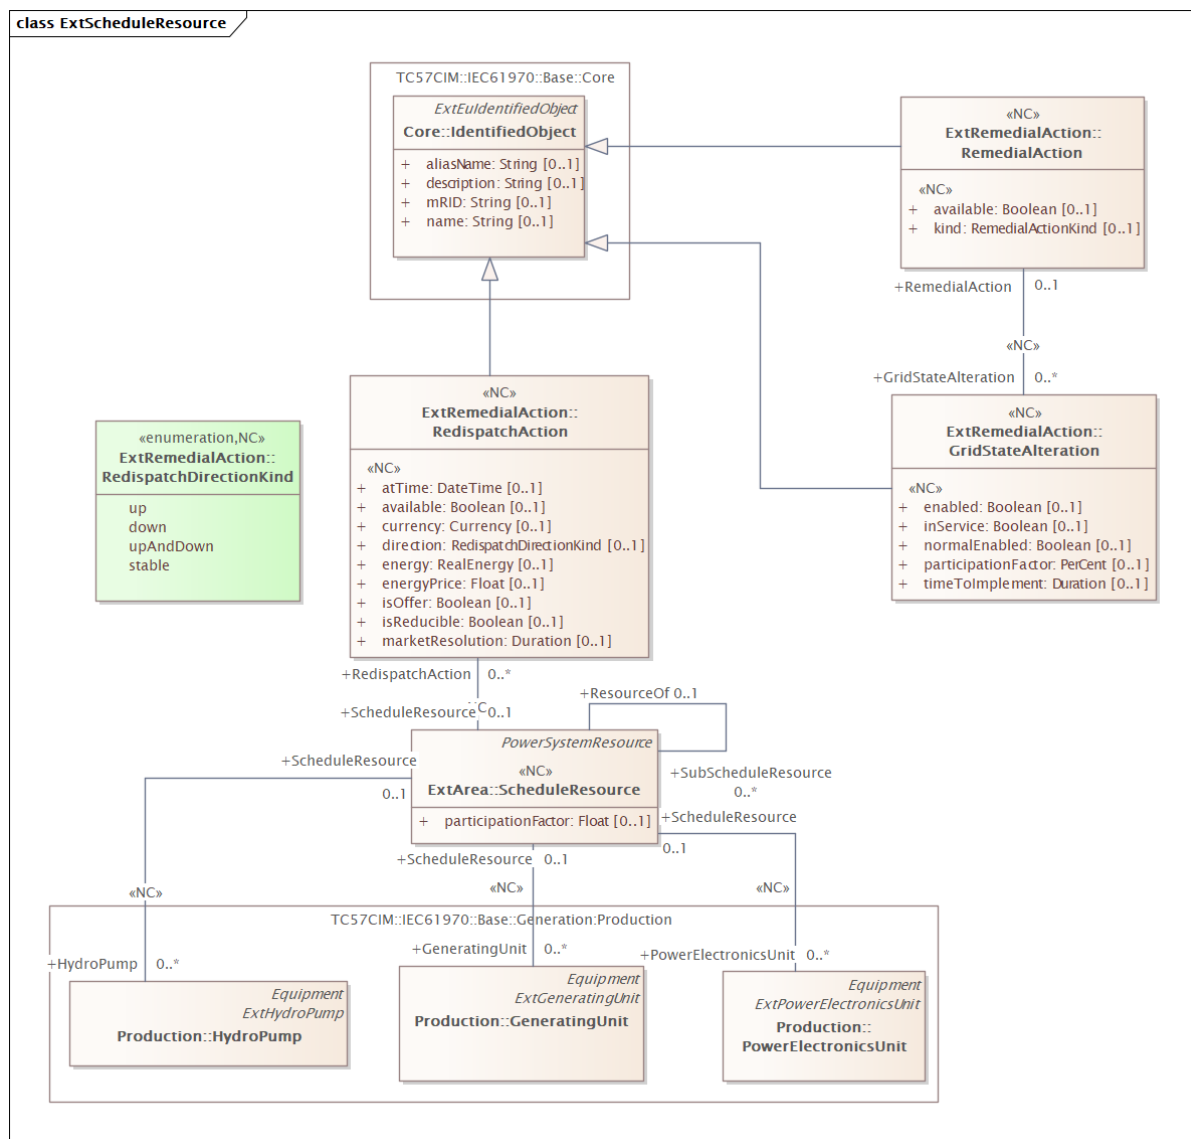 class ExtScheduleResource
TC57CIM::IEC61970::Base::Core
ExtEuIdentifiedObject
Core::IdentifiedObject
+ aliasName: String [0..1]
+ description: String [0..1]
+ mRID: String [0..1]
+ name: String [0..1]
«NC»
ExtRemedialAction::
RemedialAction
«NC»
+ available: Boolean [0..1]
+ kind: RemedialActionKind [0..1]
+RemedialAction 0..1
«NC»
+GridStateAlteration 0..*
«NC»
ExtRemedialAction::
GridStateAlteration
«NC»
+ enabled: Boolean [0..1]
+ inService: Boolean [0..1]
+ normalEnabled: Boolean [0..1]
+ participationFactor: PerCent [0..1]
+ timeToImplement: Duration [0..1]
«NC»
ExtRemedialAction::
RedispatchAction
«NC»
+ atTime: DateTime [0..1]
+ available: Boolean [0..1]
+ currency: Currency [0..1]
+ direction: RedispatchDirectionKind [0..1]
+ energy: RealEnergy [0..1]
+ energyPrice: Float [0..1]
+ isOffer: Boolean [0..1]
+ isReducible: Boolean [0..1]
+ marketResolution: Duration [0..1]
«enumeration,NC»
ExtRemedialAction::
RedispatchDirectionKind
up
down
upAndDown
stable
+RedispatchAction 0..*
+ScheduleResource 0..1
+ResourceOf 0..1
PowerSystemResource
«NC»
ExtArea::ScheduleResource
+ participationFactor: Float [0..1]
+SubScheduleResource
0..*
+ScheduleResource
0..1
+ScheduleResource
0..1
+ScheduleResource 0..1
«NC»
«NC»
«NC»
TC57CIM::IEC61970::Base::Generation:Production
+HydroPump 0..*
+GeneratingUnit 0..*
+PowerElectronicsUnit 0..*
Equipment
ExtHydroPump
Production::HydroPump
Equipment
ExtGeneratingUnit
Production::GeneratingUnit
Equipment
ExtPowerElectronicsUnit
Production::
PowerElectronicsUnit